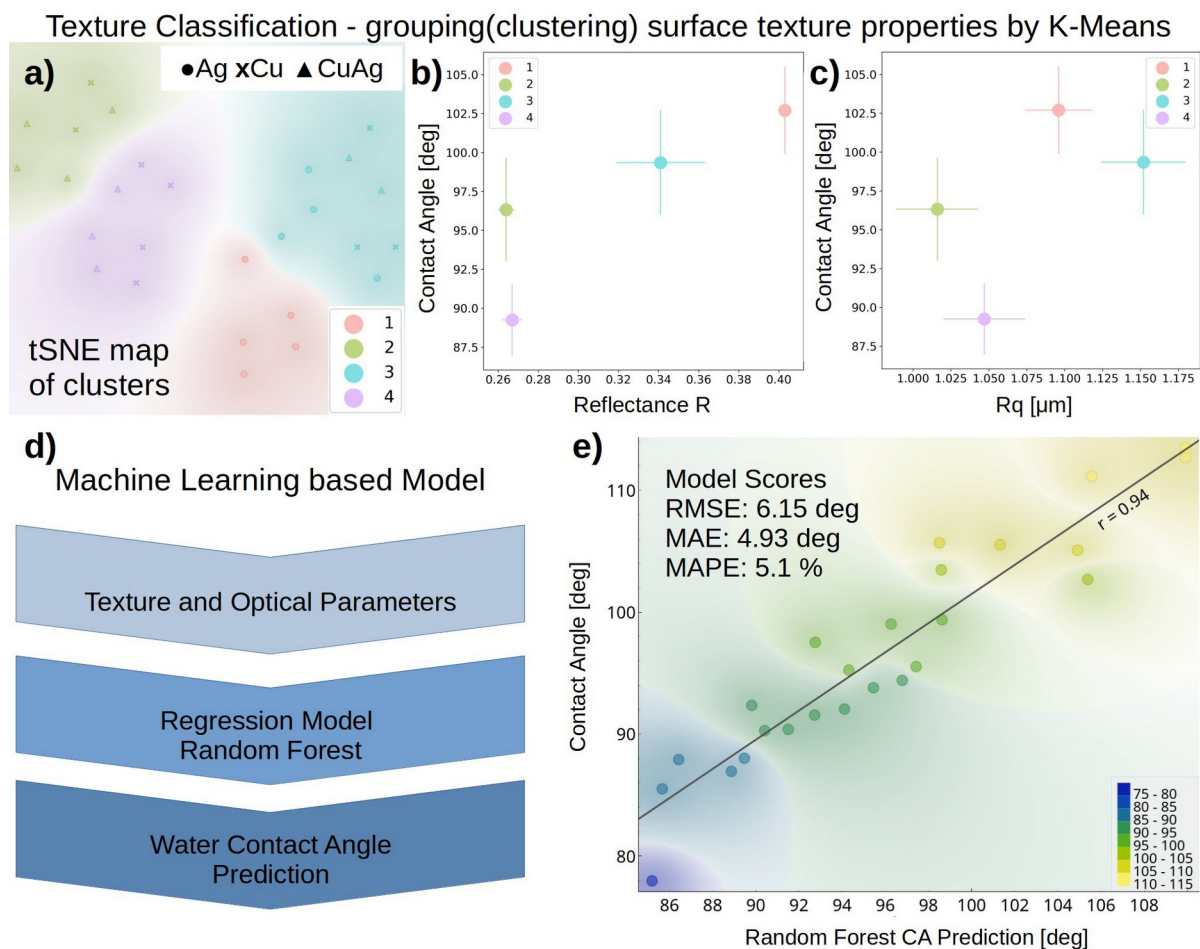 Texture Classification - grouping(clustering) surface texture properties by K-Means
a)
●Ag xCu ▲CuAg
tSNE map
of clusters
1
2
3
4
b)
1
2
3
4
Contact Angle [deg]
105.0
102.5
100.0
97.5
95.0
92.5
90.0
87.5
0.26 0.28 0.30 0.32 0.34 0.36 0.38 0.40
Reflectance R
c)
1
2
3
4
Contact Angle [deg]
105.0
102.5
100.0
97.5
95.0
92.5
90.0
87.5
1.000 1.025 1.050 1.075 1.100 1.125 1.150 1.175
Rq [µm]
d)
Machine Learning based Model
Texture and Optical Parameters
Regression Model
Random Forest
Water Contact Angle
Prediction
e)
Model Scores
RMSE: 6.15 deg
MAE: 4.93 deg
MAPE: 5.1 %
r = 0.94
Contact Angle [deg]
110
100
90
80
75 - 80
80 - 85
85 - 90
90 - 95
95 - 100
100 - 105
105 - 110
110 - 115
86 88 90 92 94 96 98 100 102 104 106 108
Random Forest CA Prediction [deg]